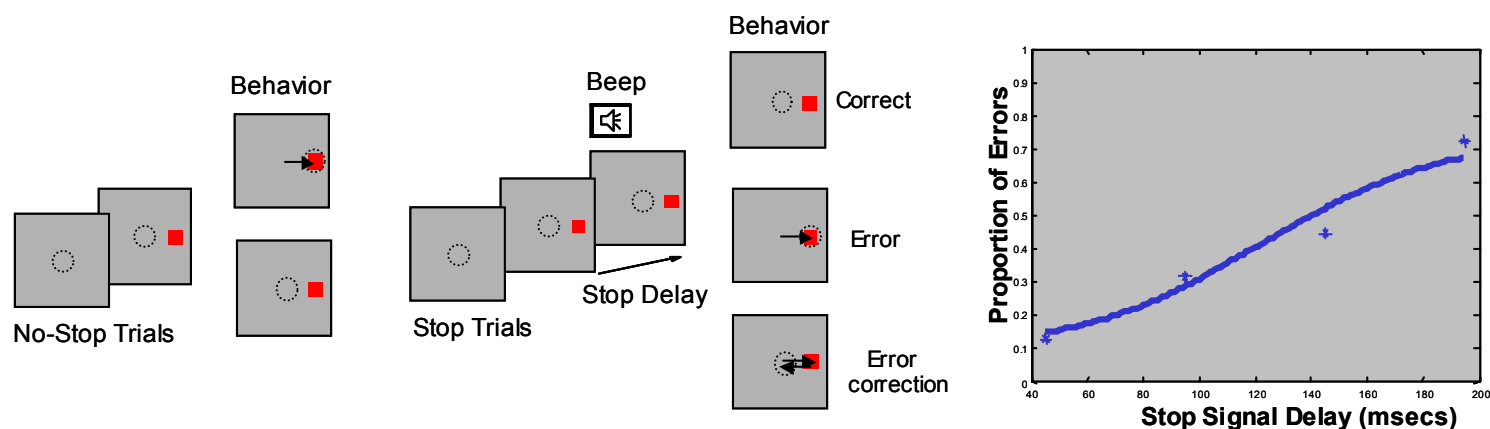 Behavior
No-Stop Trials
Beep
Stop Delay
Stop Trials
Behavior
Correct
Error
Error
correction
Proportion of Errors
1
0.9
0.8
0.7
0.6
0.5
0.4
0.3
0.2
0.1
0
40 60 80 100 120 140 160 180 200
Stop Signal Delay (msecs)